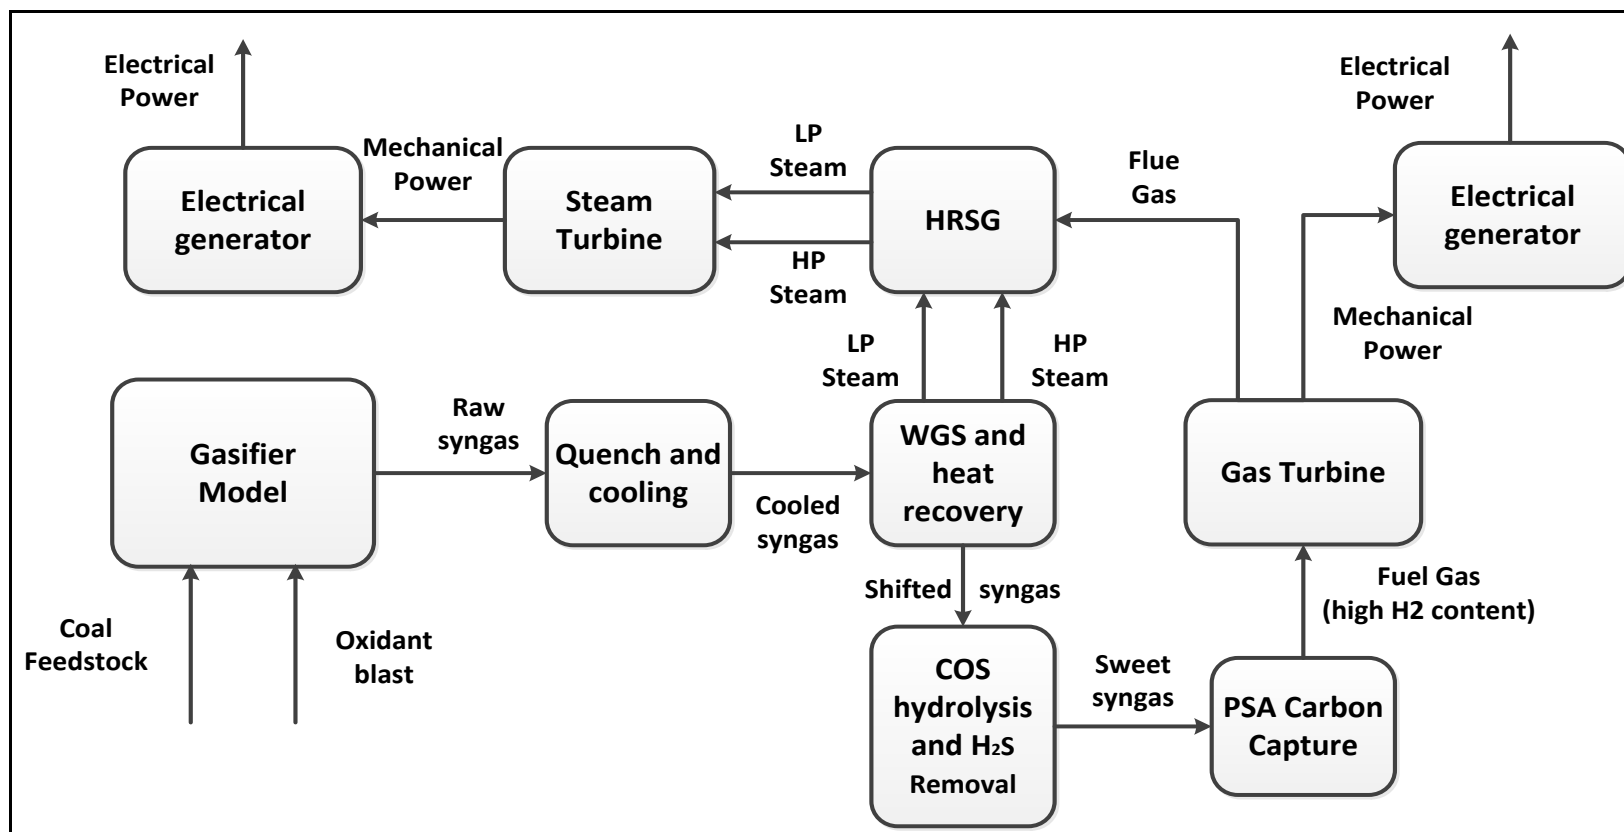 Electrical
Power
Electrical
Power
Mechanical
Power
LP
Steam
Flue
Gas
Electrical
generator
Steam
Turbine
HRSG
Electrical
generator
HP
Steam
Mechanical
Power
LP
Steam
HP
Steam
Gasifier
Model
Raw
syngas
Quench and
cooling
Cooled
syngas
WGS and
heat
recovery
Gas Turbine
Shifted syngas
Fuel Gas
(high H2 content)
Coal
Feedstock
Oxidant
blast
COS
hydrolysis
and H₂S
Removal
Sweet
syngas
PSA Carbon
Capture